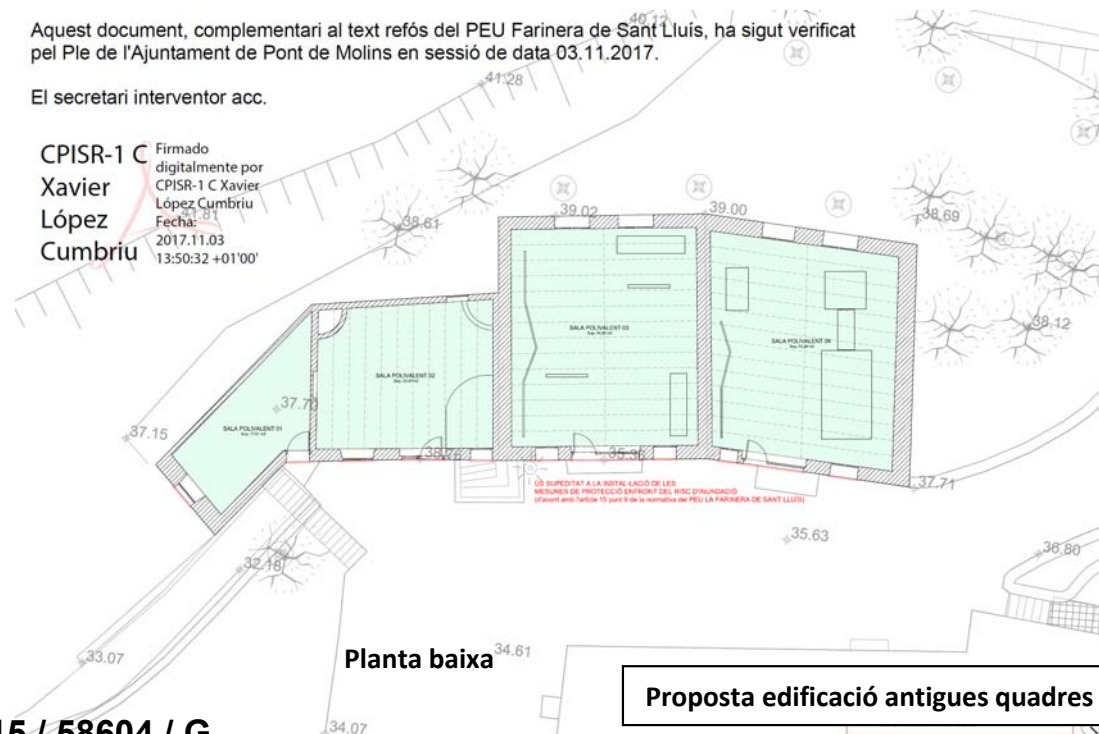 Aquest document, complementari al text refós del PEU Farinera de Sant Lluís, ha sigut verificat
pel Ple de l'Ajuntament de Pont de Molins en sessió de data 03.11.2017.
El secretari interventor acc.
CPISR-1 C
Xavier
López
Cumbriu
Firmado
digitalmente por
CPISR-1 C Xavier
López Cumbriu
Fecha:
2017.11.03
13:50:32 +01'00'
40.12
41.28
41.81
38.61
39.02
39.00
38.69
38.12
SALA POLIVALENT 03
SALA POLIVALENT 04
SALA POLIVALENT 02
SALA POLIVALENT 01
37.70
37.15
37.71
ÚS SUPEDITAT A LA INSTAL·LACIÓ DE LES
MESURES DE PROTECCIÓ ENFRONT DEL RISC D'INUNDACIÓ
(d'acord amb l'article 15 punt 9 de la normativa del PEU LA FARINERA DE SANT LLUÍS)
35.63
36.80
32.18
33.07
Planta baixa
34.61
Proposta edificació antigues quadres
34.07